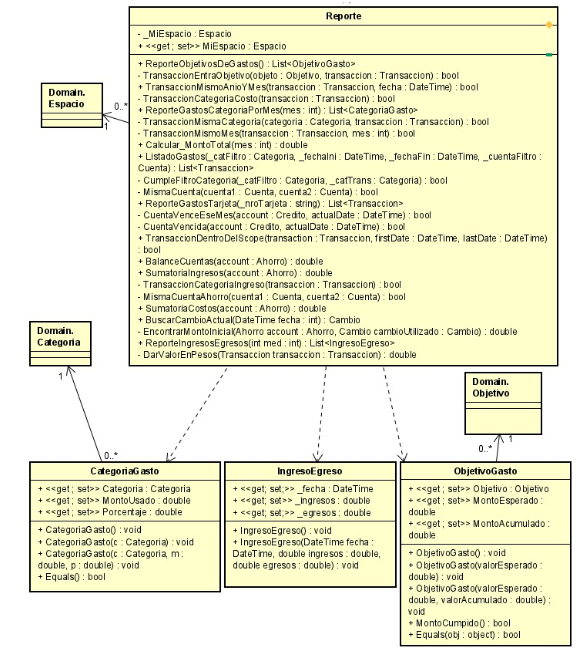 Reporte
- _MiEspacio : Espacio
+ <<get ; set>> MiEspacio : Espacio
+ ReporteObjetivosDeGastos() : List<ObjetivoGasto>
- TransaccionEntraObjetivo(objeto : Objetivo, transaccion : Transaccion) : bool
+ TransaccionMismoAnioYMes(transaccion : Transaccion, fecha : DateTime) : bool
- TransaccionCategoriaCosto(transaccion : Transaccion) : bool
+ ReporteGastosCategoriaPorMes(mes : int) : List<CategoriaGasto>
- TransaccionMismaCategoria(categoria : Categoria, transaccion : Transaccion) : bool
- TransaccionMismoMes(transaccion : Transaccion, mes : int) : bool
+ Calcular_MontoTotal(mes : int) : double
+ ListadoGastos(_catFiltro : Categoria, _fechaIni : DateTime, _fechaFin : DateTime, _cuentaFiltro :
Cuenta) : List<Transaccion>
- CumpleFiltroCategoria(_catFiltro : Categoria, _catTrans : Categoria) : bool
- MismaCuenta(cuenta1 : Cuenta, cuenta2 : Cuenta) : bool
+ ReporteGastosTarjeta(_nroTarjeta : string) : List<Transaccion>
- CuentaVenceEseMes(account : Credito, actualDate : DateTime) : bool
- CuentaVencida(account : Credito, actualDate : DateTime) : bool
+ TransaccionDentroDelScope(transaction : Transaccion, firstDate : DateTime, lastDate : DateTime)
: bool
+ BalanceCuentas(account : Ahorro) : double
+ SumatoriaIngresos(account : Ahorro) : double
- TransaccionCategoriaIngreso(transaccion : Transaccion) : bool
- MismaCuentaAhorro(cuenta1 : Cuenta, cuenta2 : Cuenta) : bool
+ SumatoriaCostos(account : Ahorro) : double
+ BuscarCambioActual(DateTime fecha : int) : Cambio
- EncontrarMontoInicial(Ahorro account : Ahorro, Cambio cambioUtilizado : Cambio) : double
+ ReporteIngresosEgresos(int med : int) : List<IngresoEgreso>
- DarValorEnPesos(Transaccion transaccion : Transaccion) : double
Domain.
Espacio
0..*
1
Domain.
Categoria
1
0..*
Domain.
Objetivo
1
0..*
CategoriaGasto
+ <<get ; set>> Categoria : Categoria
+ <<get ; set>> MontoUsado : double
+ <<get ; set>> Porcentaje : double
+ CategoriaGasto() : void
+ CategoriaGasto(c : Categoria) : void
+ CategoriaGasto(c : Categoria, m :
double, p : double) : void
+ Equals() : bool
IngresoEgreso
+ <<get ; set;>> _fecha : DateTime
+ <<get ; set;>> _ingresos : double
+ <<get ; set;>> _egresos : double
+ IngresoEgreso() : void
+ IngresoEgreso(DateTime fecha :
DateTime, double ingresos : double,
double egresos : double) : void
ObjetivoGasto
+ <<get ; set>> Objetivo : Objetivo
+ <<get ; set>> MontoEsperado :
double
+ <<get ; set>> MontoAcumulado :
double
+ ObjetivoGasto() : void
+ ObjetivoGasto(valorEsperado :
double) : void
+ ObjetivoGasto(valorEsperado :
double, valorAcumulado : double) :
void
+ MontoCumpido() : bool
+ Equals(obj : object) : bool